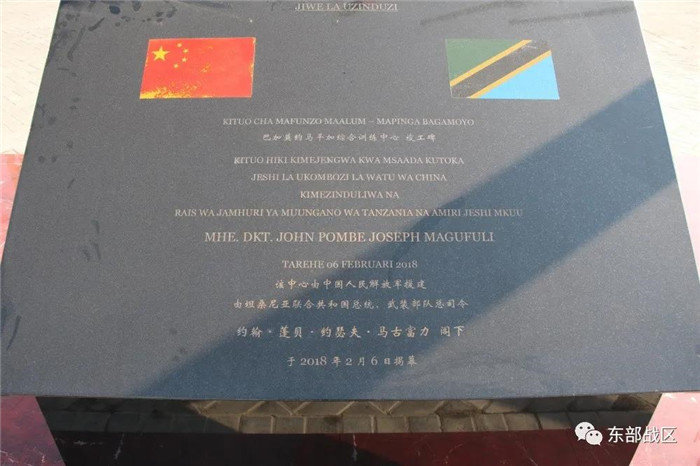 JIWE LA UZINDUZI
KITUO CHA MAFUNZO MAALUM – MAPINGA BAGAMOYO
巴加莫约马平加综合训练中心 竣工碑
KITUO HIKI KIMEJENGWA KWA MSAADA KUTOKA
JESHI LA UKOMBOZI LA WATU WA CHINA
KIMEZINDULIWA NA
RAIS WA JAMHURI YA MUUNGANO WA TANZANIA NA AMIRI JESHI MKUU
MHE. DKT. JOHN POMBE JOSEPH MAGUFULI
TAREHE 06 FEBRUARI 2018
该中心由中国人民解放军援建
由坦桑尼亚联合共和国总统、武装部队总司令
约翰·蓬贝·约瑟夫·马古富力 阁下
于 2018 年 2 月 6 日揭幕
东部战区